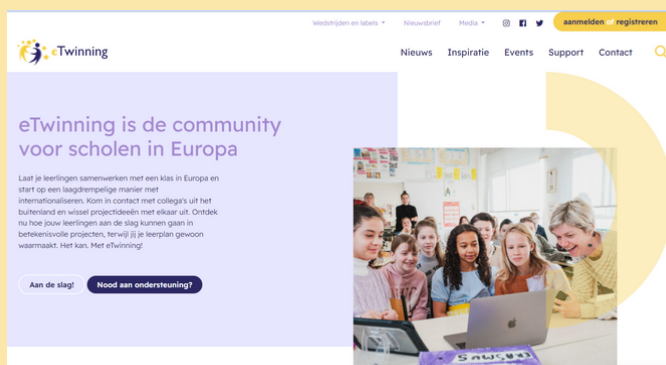 Wedstrijden en labels
Nieuwsbrief
Media
aanmelden of registreren
eTwinning
Nieuws
Inspiratie
Events
Support
Contact
eTwinning is de community
voor scholen in Europa
Laat je leerlingen samenwerken met een klas in Europa en
start op een laagdrempelige manier met
internationaliseren. Kom in contact met collega's uit het
buitenland en wissel projectideeën met elkaar uit. Ontdek
nu hoe jouw leerlingen aan de slag kunnen gaan in
betekenisvolle projecten, terwijl jij je leerplan gewoon
waarmaakt. Het kan. Met eTwinning!
Aan de slag!
Nood aan ondersteuning?
ERASMUS